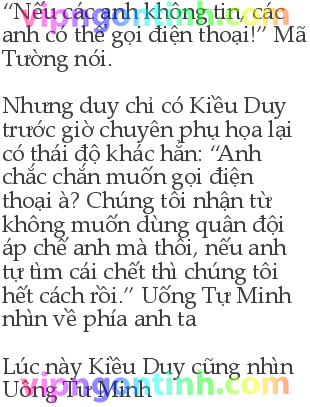 “Nếu các anh không tin, các
anh có thể gọi điện thoại!” Mã
Tường nói.
Nhưng duy chỉ có Kiều Duy
trước giờ chuyên phụ họa lại
có thái độ khác hẳn: “Anh
chắc chắn muốn gọi điện
thoại à? Chúng tôi nhận từ
không muốn dùng quân đội
áp chế anh mà thôi, nếu anh
tự tìm cái chết thì chúng tôi
hết cách rồi.” Uống Tự Minh
nhìn về phía anh ta
Lúc này Kiều Duy cũng nhìn
Uống Tự Minh
vipngontinh.com
vipngontinh.com